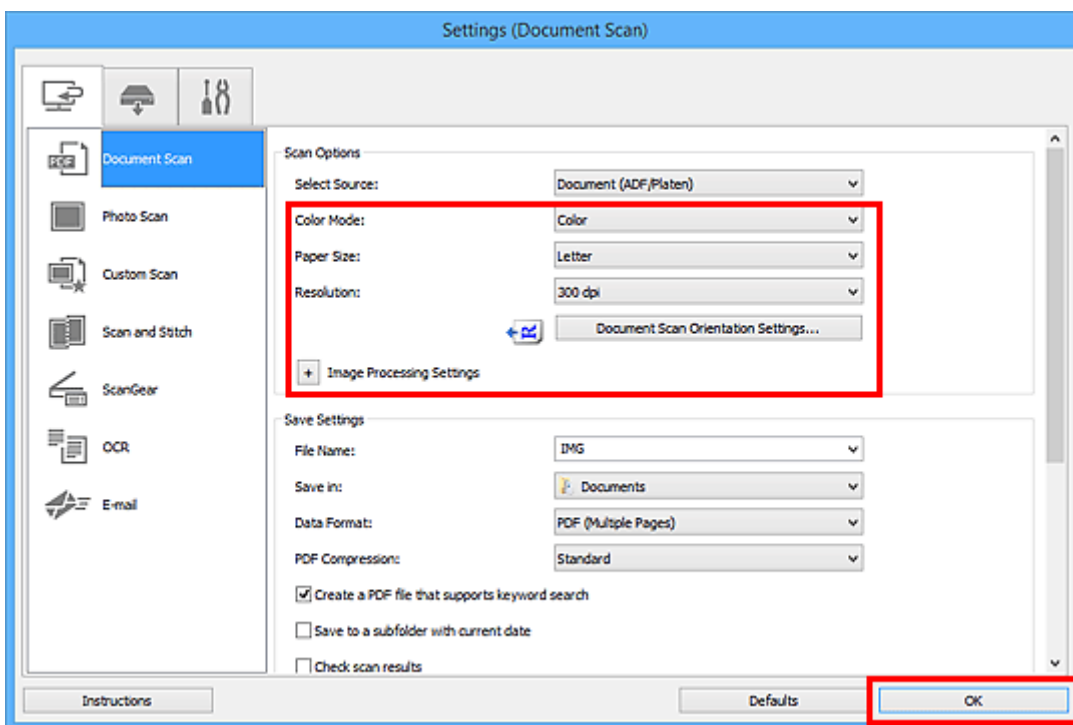 Settings (Document Scan)
PDF
Document Scan
Photo Scan
Custom Scan
Scan and Stitch
ScanGear
OCR
E-mail
Scan Options
Select Source: Document (ADF/Platen)
Color Mode: Color
Paper Size: Letter
Resolution: 300 dpi
R Document Scan Orientation Settings...
+ Image Processing Settings
Save Settings
File Name: IMG
Save in: Documents
Data Format: PDF (Multiple Pages)
PDF Compression: Standard
Create a PDF file that supports keyword search
Save to a subfolder with current date
Check scan results
Instructions Defaults OK